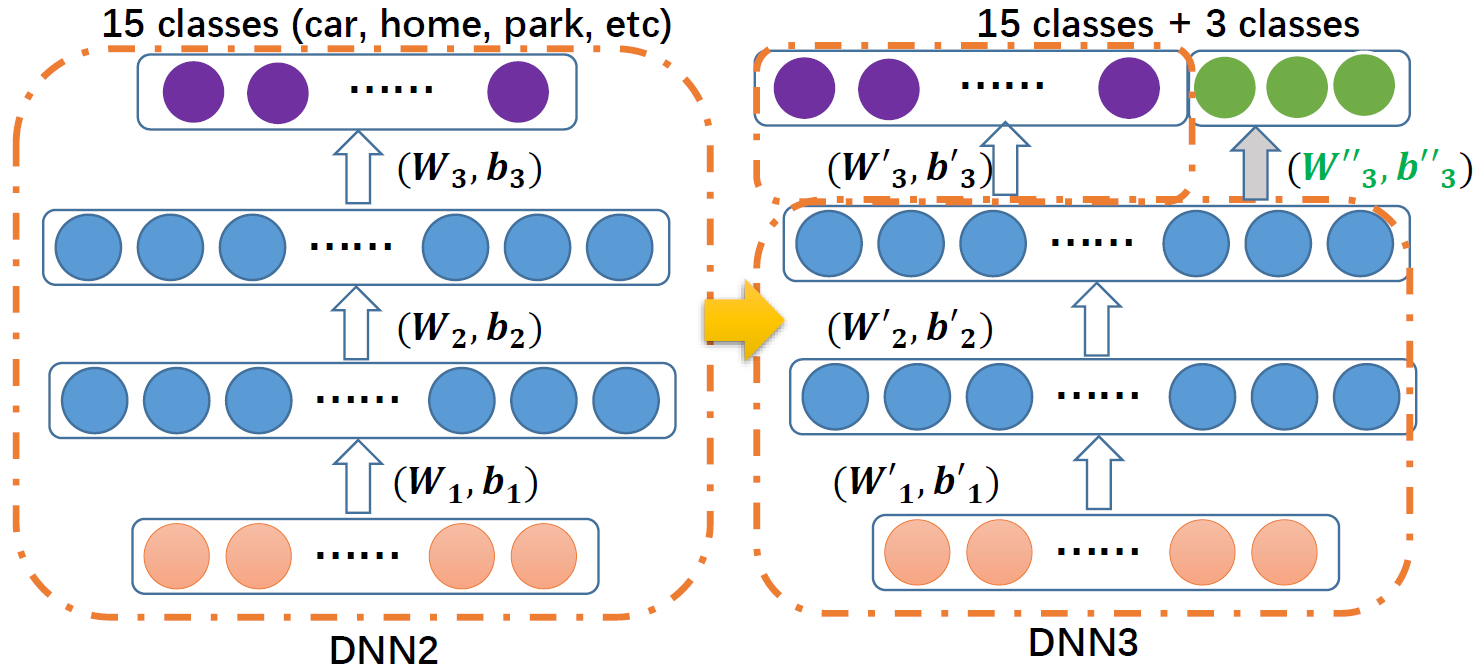 15 classes (car, home, park, etc)
15 classes + 3 classes
......
......
(W₃, b₃)
(W′₃, b′₃)
(W′′₃, b′′₃)
......
......
(W₂, b₂)
(W′₂, b′₂)
......
......
(W₁, b₁)
(W′₁, b′₁)
......
......
DNN2
DNN3